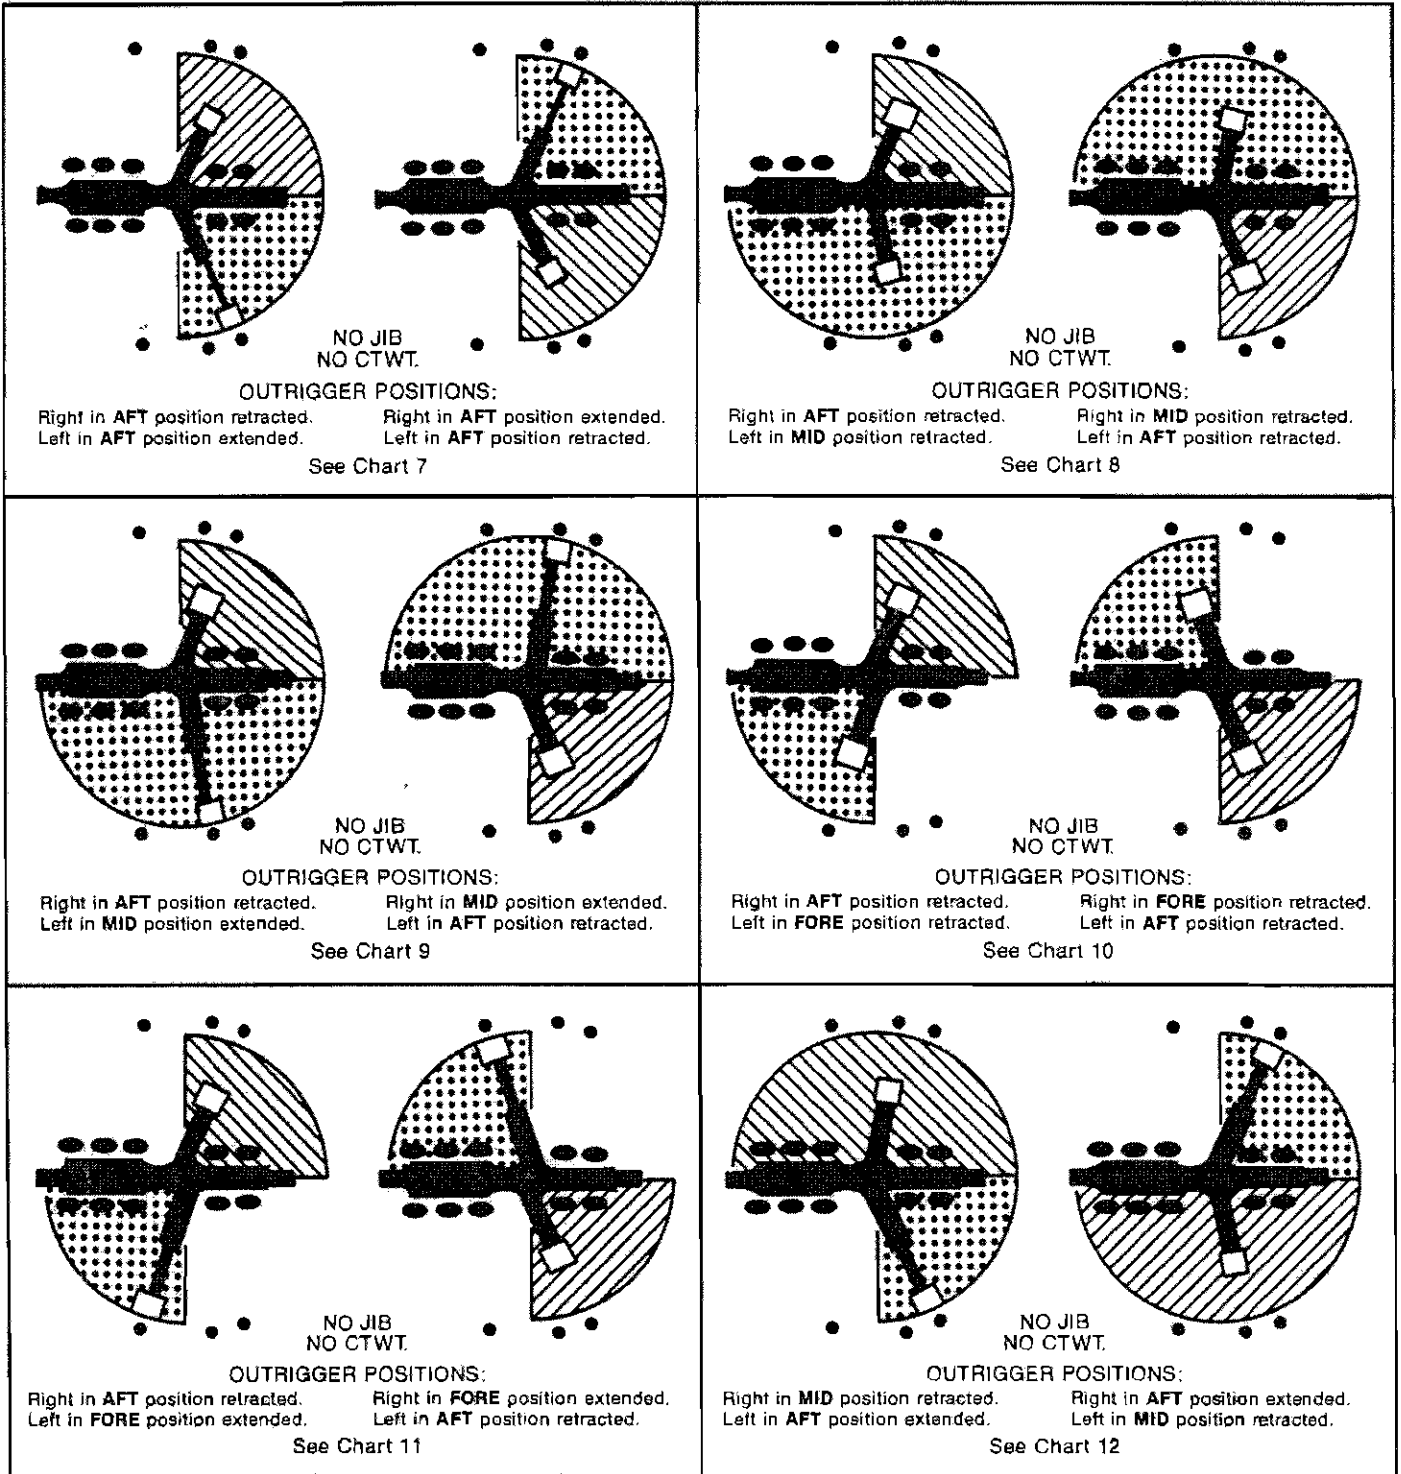 NO JIB
NO CTWT.
OUTRIGGER POSITIONS:
Right in AFT position retracted.
Left in AFT position extended.
Right in AFT position extended.
Left in AFT position retracted.
See Chart 7
NO JIB
NO CTWT.
OUTRIGGER POSITIONS:
Right in AFT position retracted.
Left in MID position retracted.
Right in MID position retracted.
Left in AFT position retracted.
See Chart 8
NO JIB
NO CTWT.
OUTRIGGER POSITIONS:
Right in AFT position retracted.
Left in MID position extended.
Right in MID position extended.
Left in AFT position retracted.
See Chart 9
NO JIB
NO CTWT.
OUTRIGGER POSITIONS:
Right in AFT position retracted.
Left in FORE position retracted.
Right in FORE position retracted.
Left in AFT position retracted.
See Chart 10
NO JIB
NO CTWT.
OUTRIGGER POSITIONS:
Right in AFT position retracted.
Left in FORE position extended.
Right in FORE position extended.
Left in AFT position retracted.
See Chart 11
NO JIB
NO CTWT.
OUTRIGGER POSITIONS:
Right in MID position retracted.
Left in AFT position extended.
Right in AFT position extended.
Left in MID position retracted.
See Chart 12